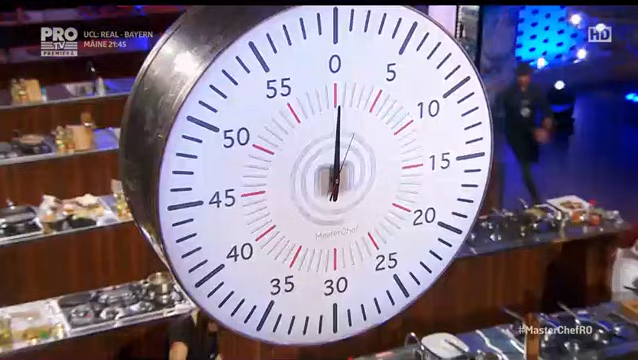 PRO
TV
PREMIERĂ
UCL: REAL - BAYERN
MÂINE 21:45
HD
0
5
10
15
20
25
30
35
40
45
50
55
MasterChef
#MasterChefRO